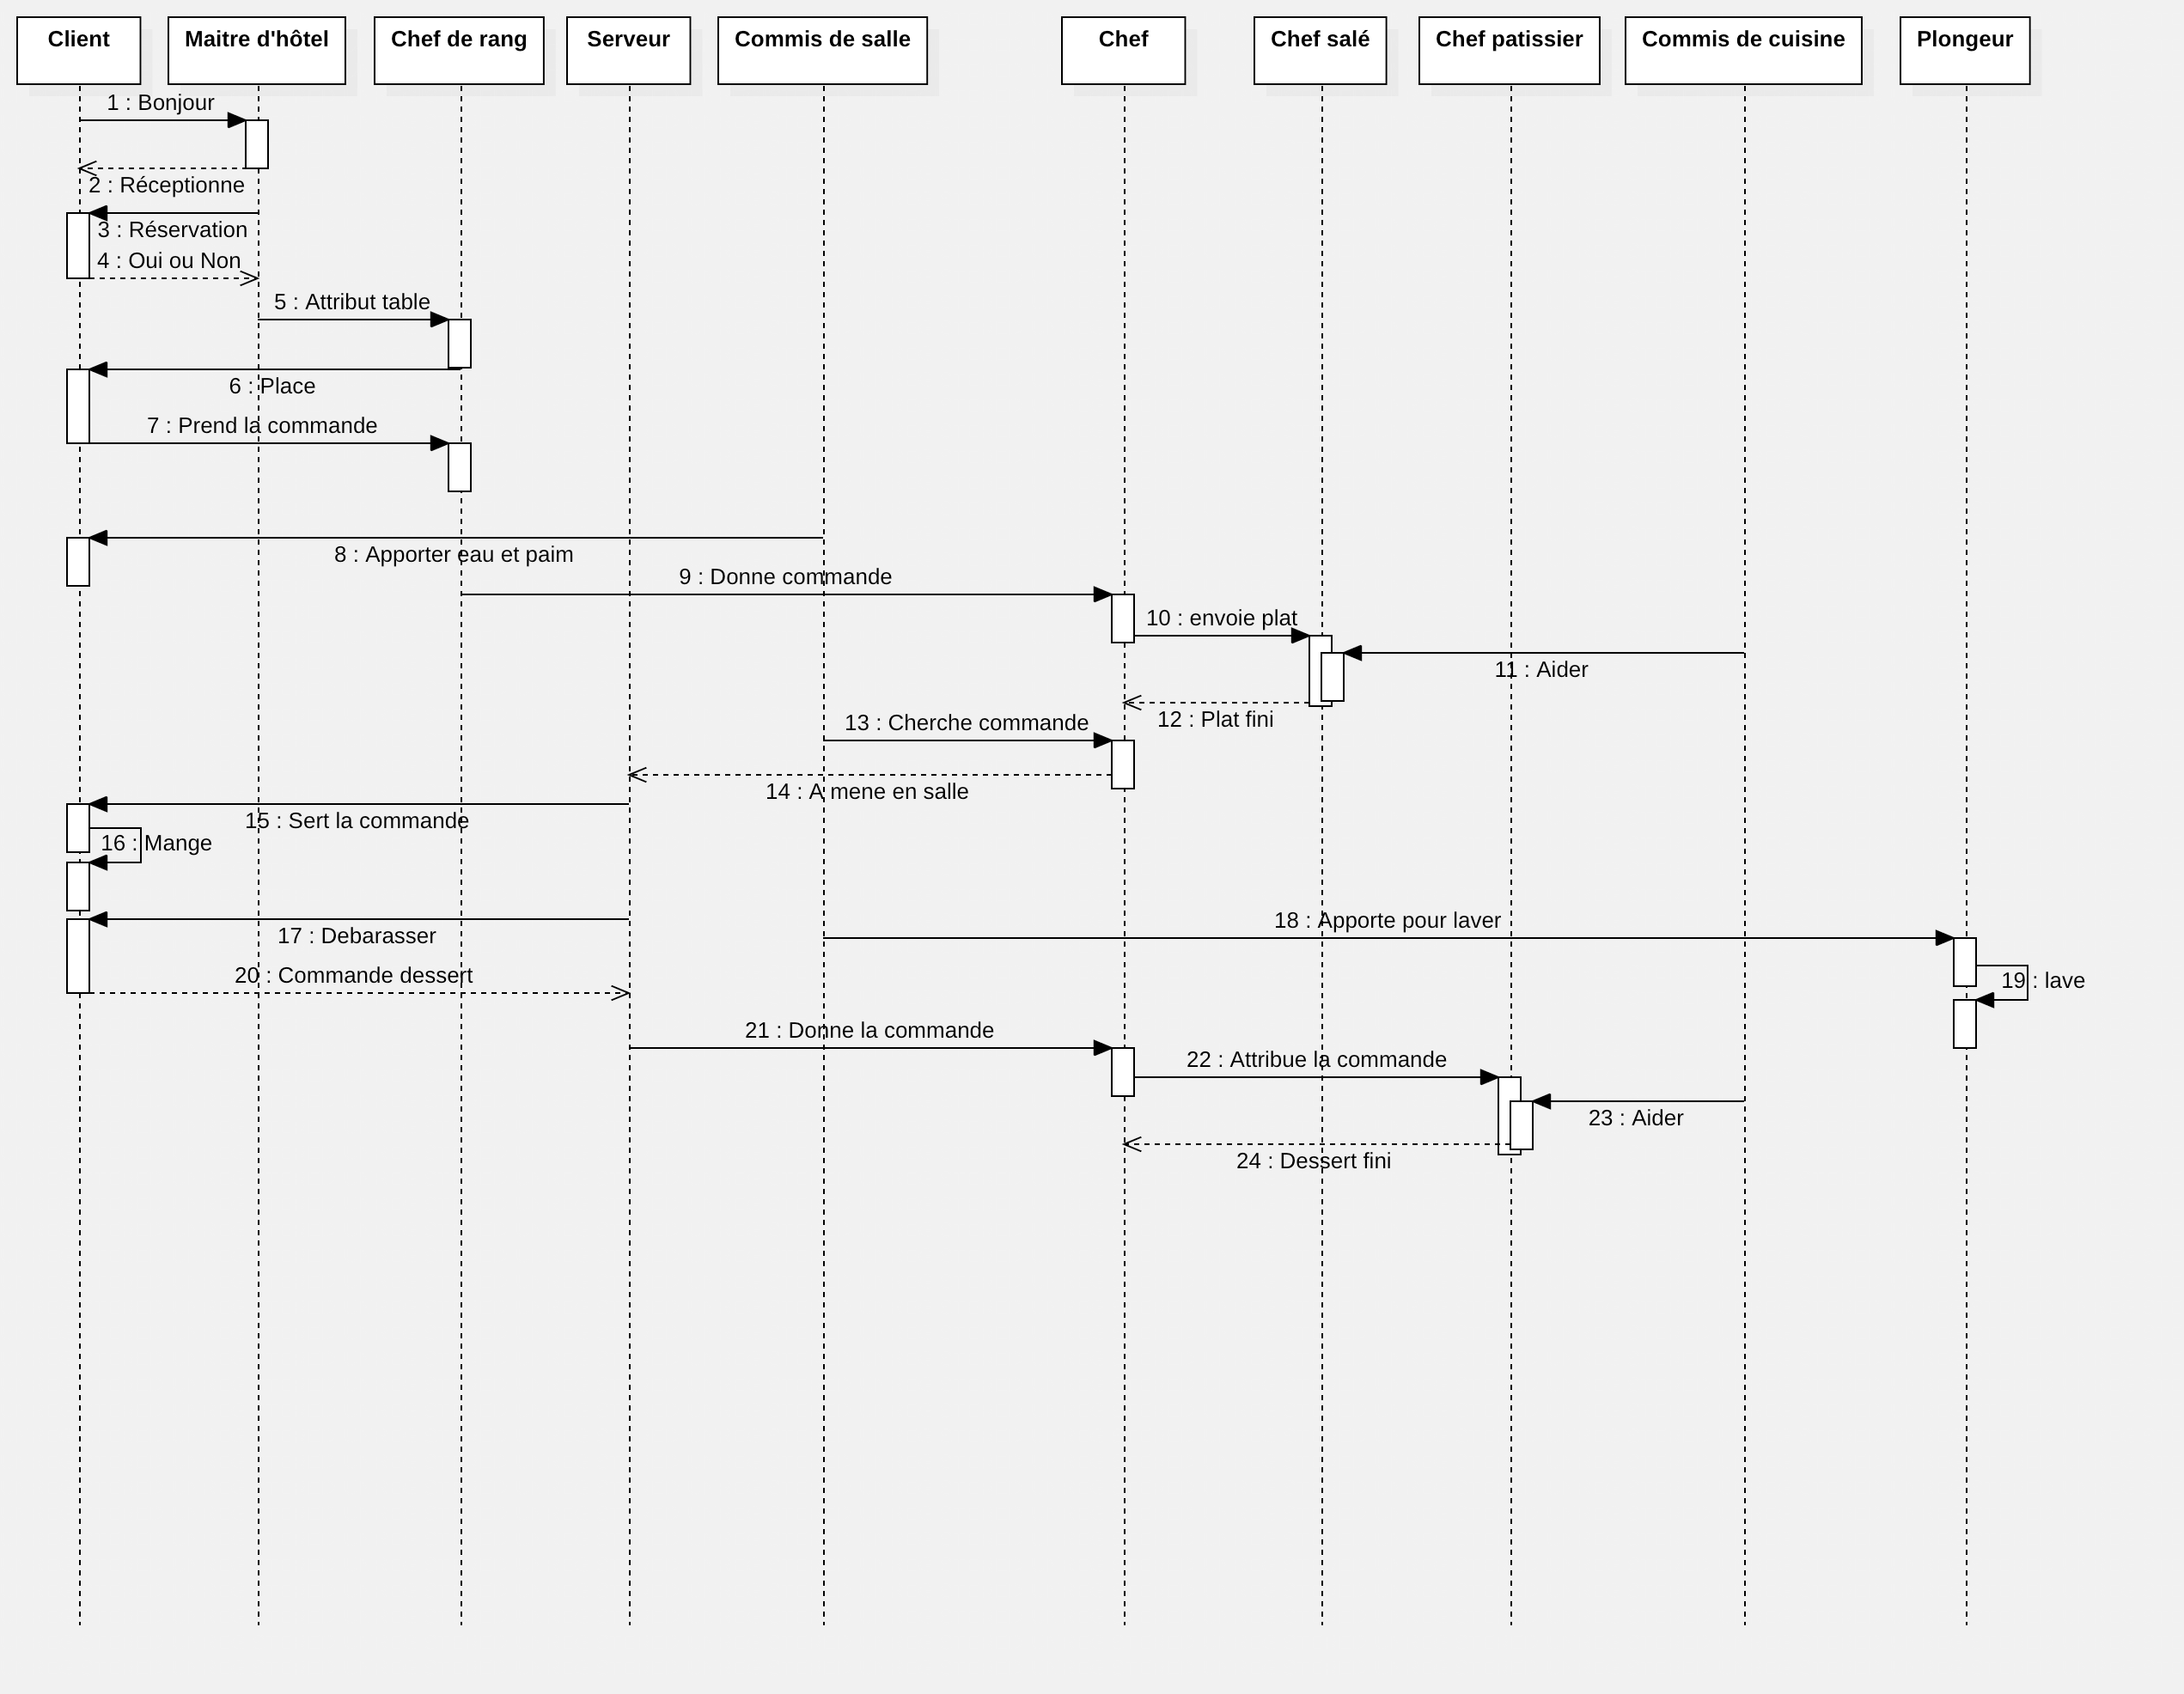 Client
Maitre d'hôtel
Chef de rang
Serveur
Commis de salle
Chef
Chef salé
Chef patissier
Commis de cuisine
Plongeur
1 : Bonjour
2 : Réceptionne
3 : Réservation
4 : Oui ou Non
5 : Attribut table
6 : Place
7 : Prend la commande
8 : Apporter eau et paim
9 : Donne commande
10 : envoie plat
11 : Aider
12 : Plat fini
13 : Cherche commande
14 : A mene en salle
15 : Sert la commande
16 : Mange
17 : Debarasser
18 : Apporte pour laver
20 : Commande dessert
19 : lave
21 : Donne la commande
22 : Attribue la commande
23 : Aider
24 : Dessert fini